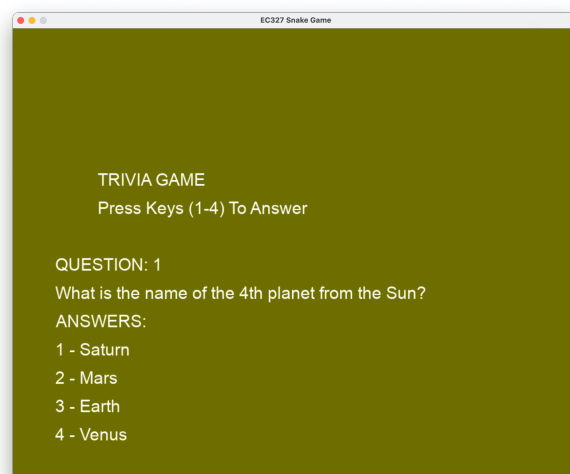 EC327 Snake Game
TRIVIA GAME
Press Keys (1-4) To Answer
QUESTION: 1
What is the name of the 4th planet from the Sun?
ANSWERS:
1 - Saturn
2 - Mars
3 - Earth
4 - Venus